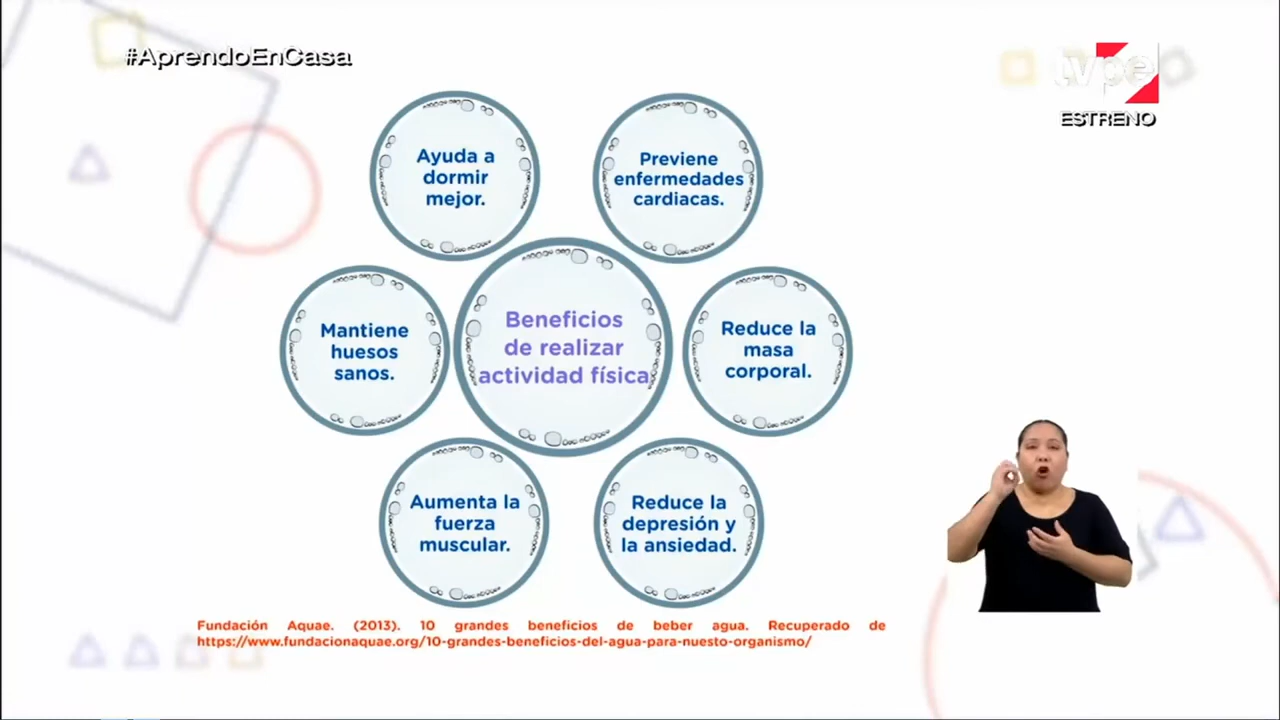 #AprendoEnCasa
tvpe
ESTRENO
Ayuda a
dormir
mejor.
Previene
enfermedades
cardiacas.
Mantiene
huesos
sanos.
Beneficios
de realizar
actividad física
Reduce la
masa
corporal.
Aumenta la
fuerza
muscular.
Reduce la
depresión y
la ansiedad.
Fundación Aquae. (2013). 10 grandes beneficios de beber agua. Recuperado de
https://www.fundacionaquae.org/10-grandes-beneficios-del-agua-para-nuesto-organismo/